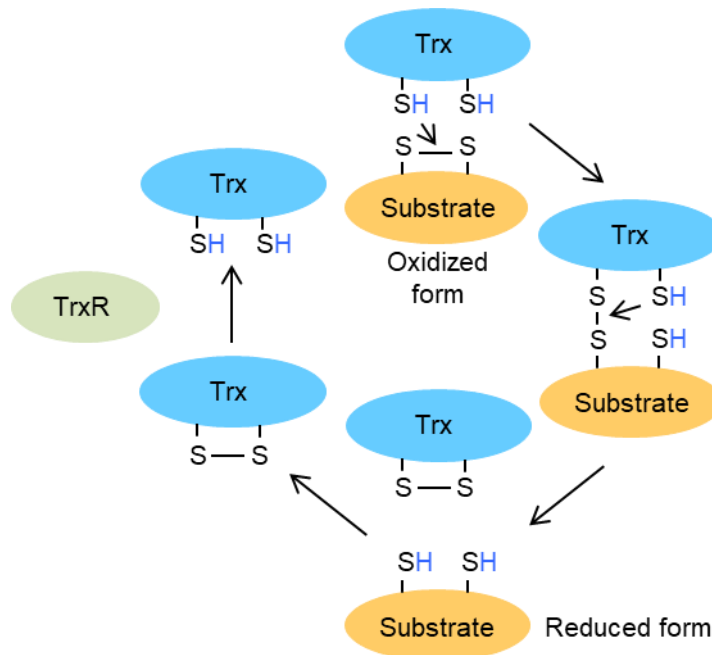 Trx
SH SH
S S
Substrate
Oxidized
form
Trx
SH SH
Trx
S SH
S SH
Substrate
TrxR
Trx
S S
Trx
S S
SH SH
Substrate
Reduced form